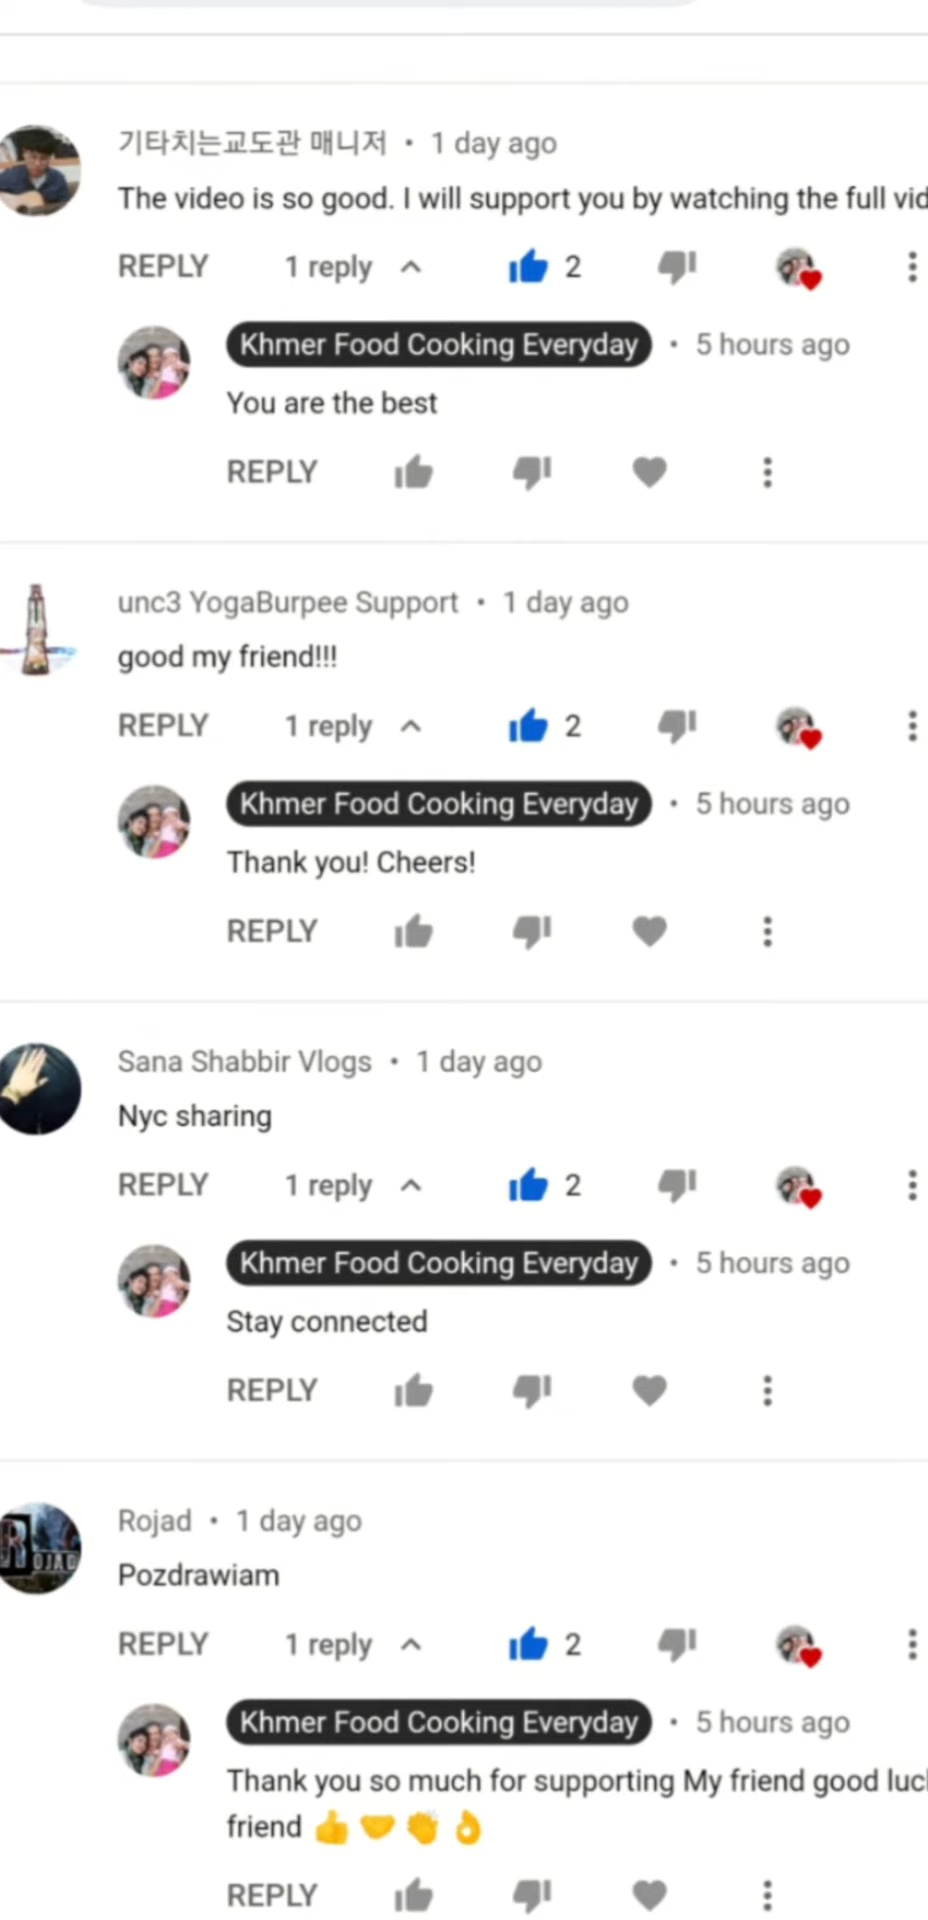 기타치는교도관 매니저 • 1 day ago
The video is so good. I will support you by watching the full
REPLY 1 reply 2
Khmer Food Cooking Everyday • 5 hours ago
You are the best
REPLY
unc3 YogaBurpee Support • 1 day ago
good my friend!!!
REPLY 1 reply 2
Khmer Food Cooking Everyday • 5 hours ago
Thank you! Cheers!
REPLY
Sana Shabbir Vlogs • 1 day ago
Nyc sharing
REPLY 1 reply 2
Khmer Food Cooking Everyday • 5 hours ago
Stay connected
REPLY
Rojad • 1 day ago
Pozdrawiam
REPLY 1 reply 2
Khmer Food Cooking Everyday • 5 hours ago
Thank you so much for supporting My friend good
friend 👍🤝👏👌
REPLY